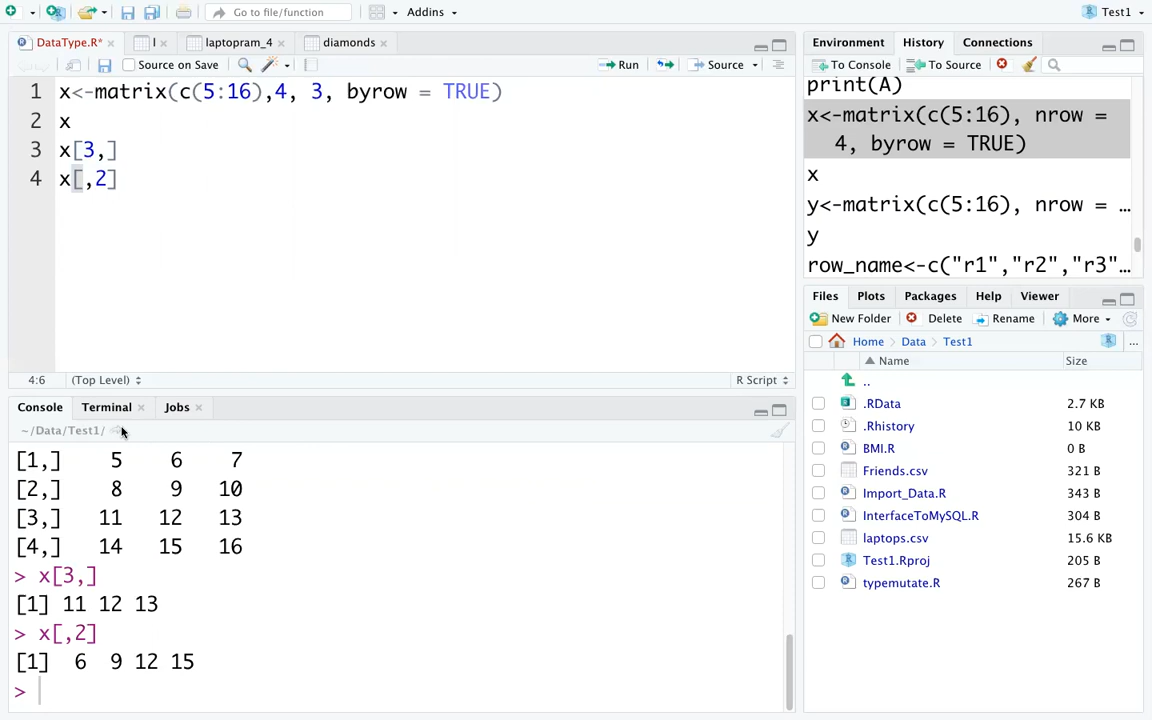 Go to file/function
Addins
Test1
DataType.R*
l
laptopram_4
diamonds
Source on Save
Run
Source
1 x<-matrix(c(5:16),4, 3, byrow = TRUE)
2 x
3 x[3,]
4 x[,2]
4:6 (Top Level) R Script
Console Terminal Jobs
~/Data/Test1/
[1,] 5 6 7
[2,] 8 9 10
[3,] 11 12 13
[4,] 14 15 16
> x[3,]
[1] 11 12 13
> x[,2]
[1] 6 9 12 15
>
Environment History Connections
To Console To Source
print(A)
x<-matrix(c(5:16), nrow =
4, byrow = TRUE)
x
y<-matrix(c(5:16), nrow = …
y
row_name<-c("r1","r2","r3"…
Files Plots Packages Help Viewer
New Folder Delete Rename More
Home Data Test1 ...
Name Size
..
.RData 2.7 KB
.Rhistory 10 KB
BMI.R 0 B
Friends.csv 321 B
Import_Data.R 343 B
InterfaceToMySQL.R 304 B
laptops.csv 15.6 KB
Test1.Rproj 205 B
typemutate.R 267 B